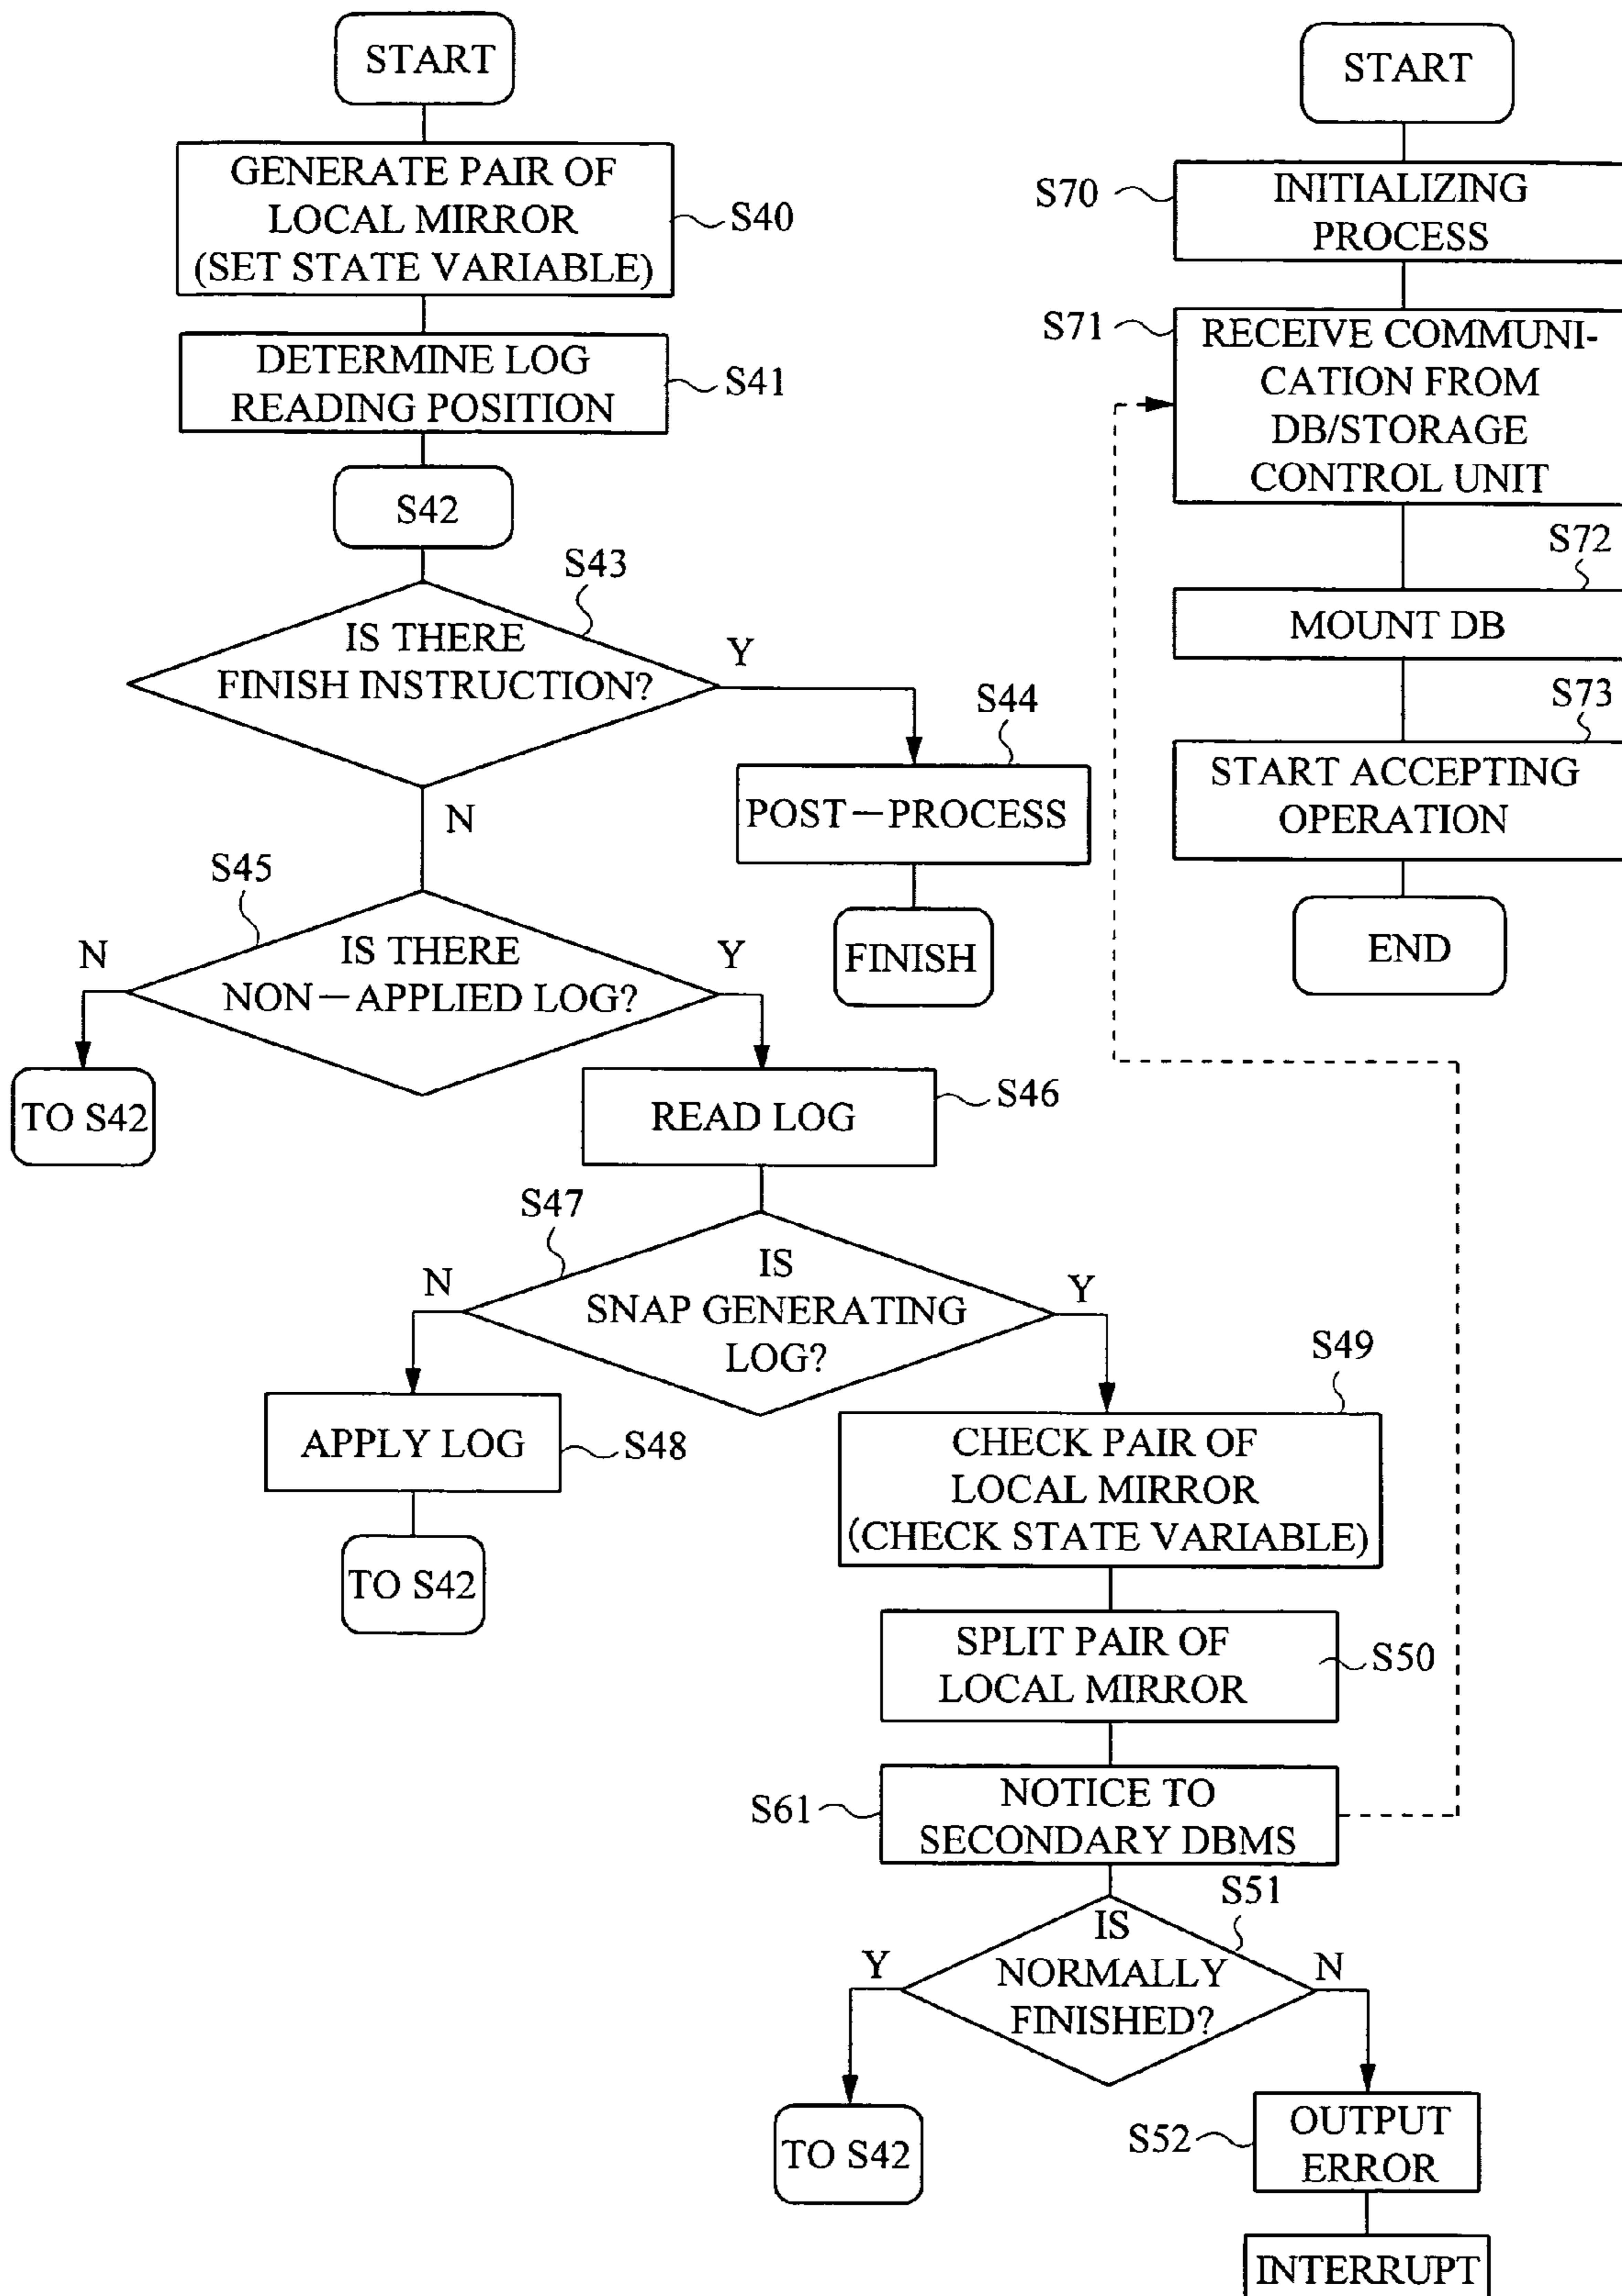 START
GENERATE PAIR OF
LOCAL MIRROR
(SET STATE VARIABLE)
S40
DETERMINE LOG
READING POSITION
S41
S42
S43
IS THERE
FINISH INSTRUCTION?
Y
N
S44
POST—PROCESS
FINISH
S45
IS THERE
NON—APPLIED LOG?
N
Y
TO S42
READ LOG
S46
S47
IS
SNAP GENERATING
LOG?
N
Y
APPLY LOG
S48
TO S42
S49
CHECK PAIR OF
LOCAL MIRROR
(CHECK STATE VARIABLE)
SPLIT PAIR OF
LOCAL MIRROR
S50
S61
NOTICE TO
SECONDARY DBMS
S51
IS
NORMALLY
FINISHED?
Y
N
TO S42
S52
OUTPUT
ERROR
INTERRUPT
START
S70
INITIALIZING
PROCESS
S71
RECEIVE COMMUNI-
CATION FROM
DB/STORAGE
CONTROL UNIT
S72
MOUNT DB
S73
START ACCEPTING
OPERATION
END